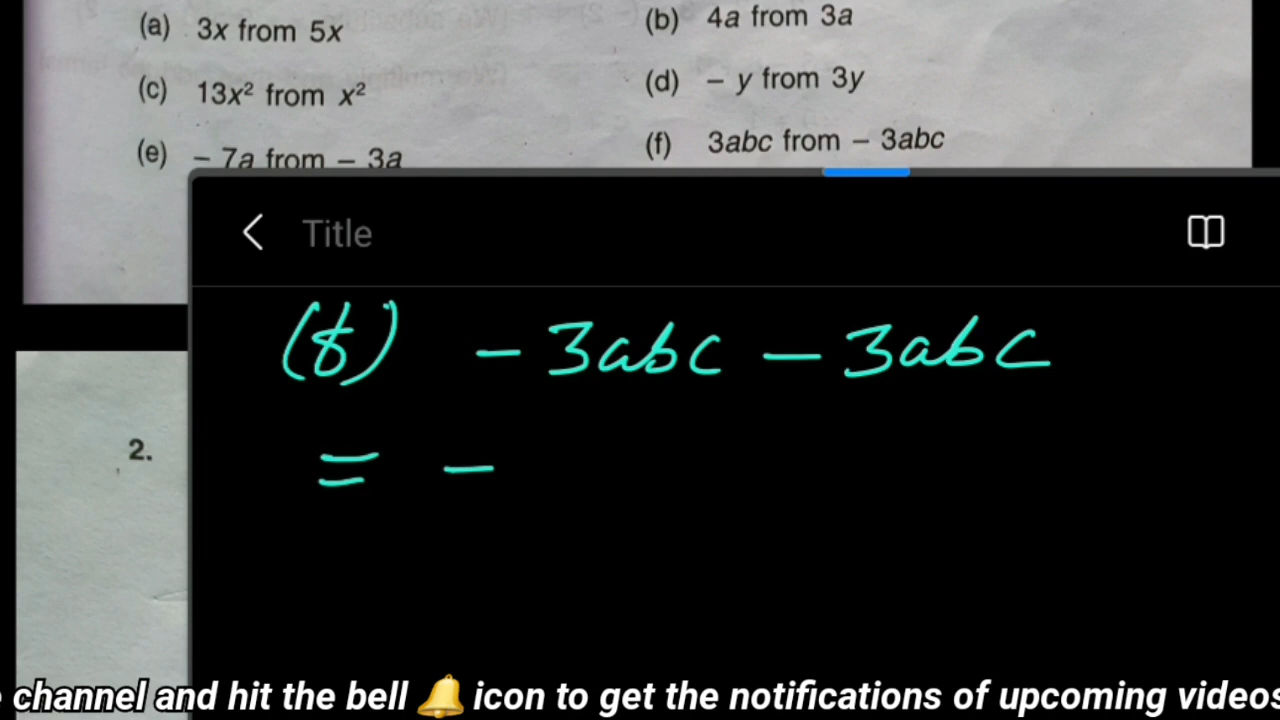 (a) 3x from 5x
(b) 4a from 3a
(c) 13x² from x²
(d) – y from 3y
(e) – 7a from – 3a
(f) 3abc from – 3abc
Title
(f) – 3abc – 3abc
= –
2.
channel and hit the bell 🔔 icon to get the notifications of upcoming videos